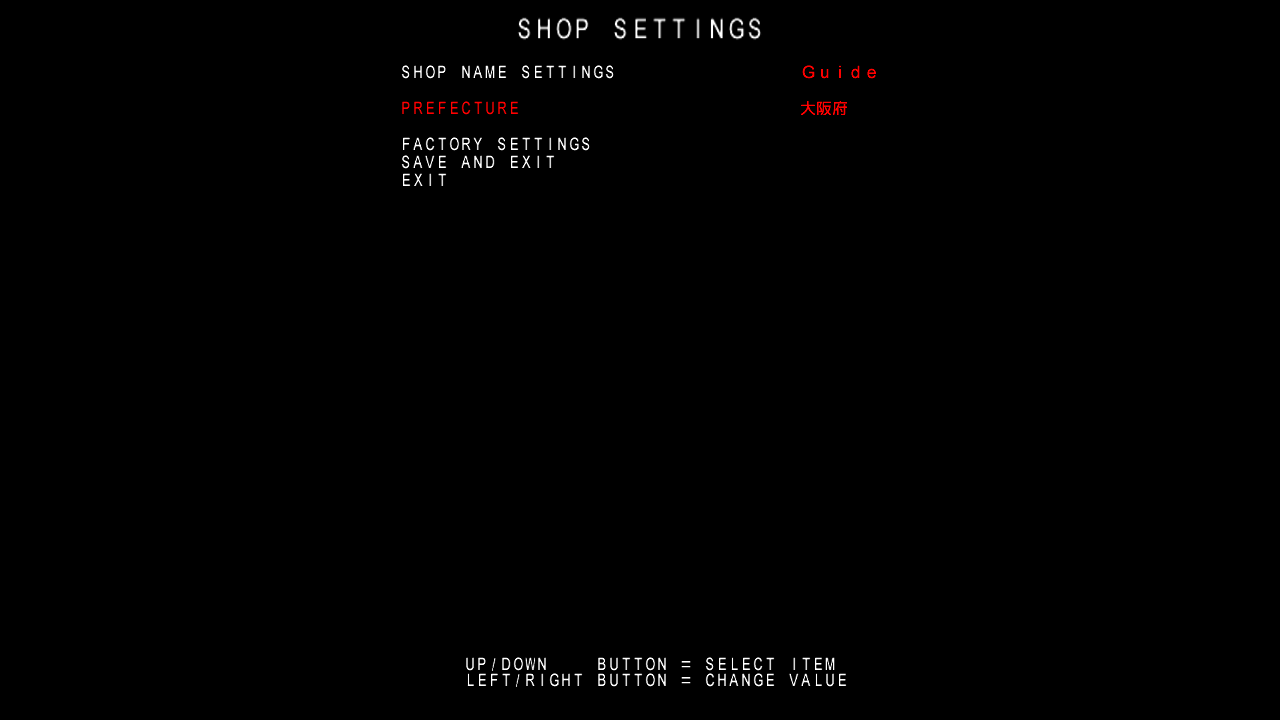 SHOP SETTINGS
SHOP NAME SETTINGS Ｇｕｉｄｅ
PREFECTURE 大阪府
FACTORY SETTINGS
SAVE AND EXIT
EXIT
UP/DOWN BUTTON = SELECT ITEM
LEFT/RIGHT BUTTON = CHANGE VALUE